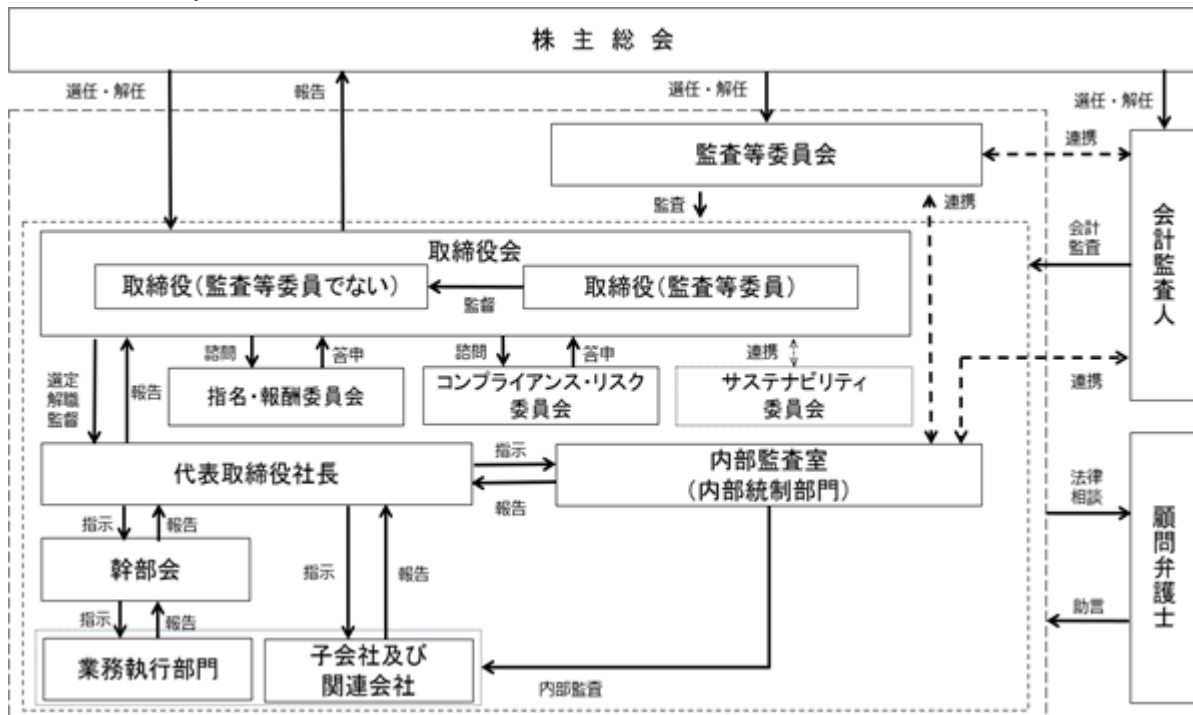 株主総会
選任・解任
報告
選任・解任
選任・解任
監査等委員会
連携
監査
連携
会計監査人
会計
監査
取締役会
取締役(監査等委員でない)
監督
取締役(監査等委員)
諮問
答申
諮問
答申
連携
連携
選定
解職
監督
報告
指名・報酬委員会
コンプライアンス・リスク
委員会
サステナビリティ
委員会
代表取締役社長
指示
報告
内部監査室
(内部統制部門)
法律
相談
顧問弁護士
助言
指示
報告
幹部会
指示
報告
指示
報告
業務執行部門
子会社及び
関連会社
内部監査